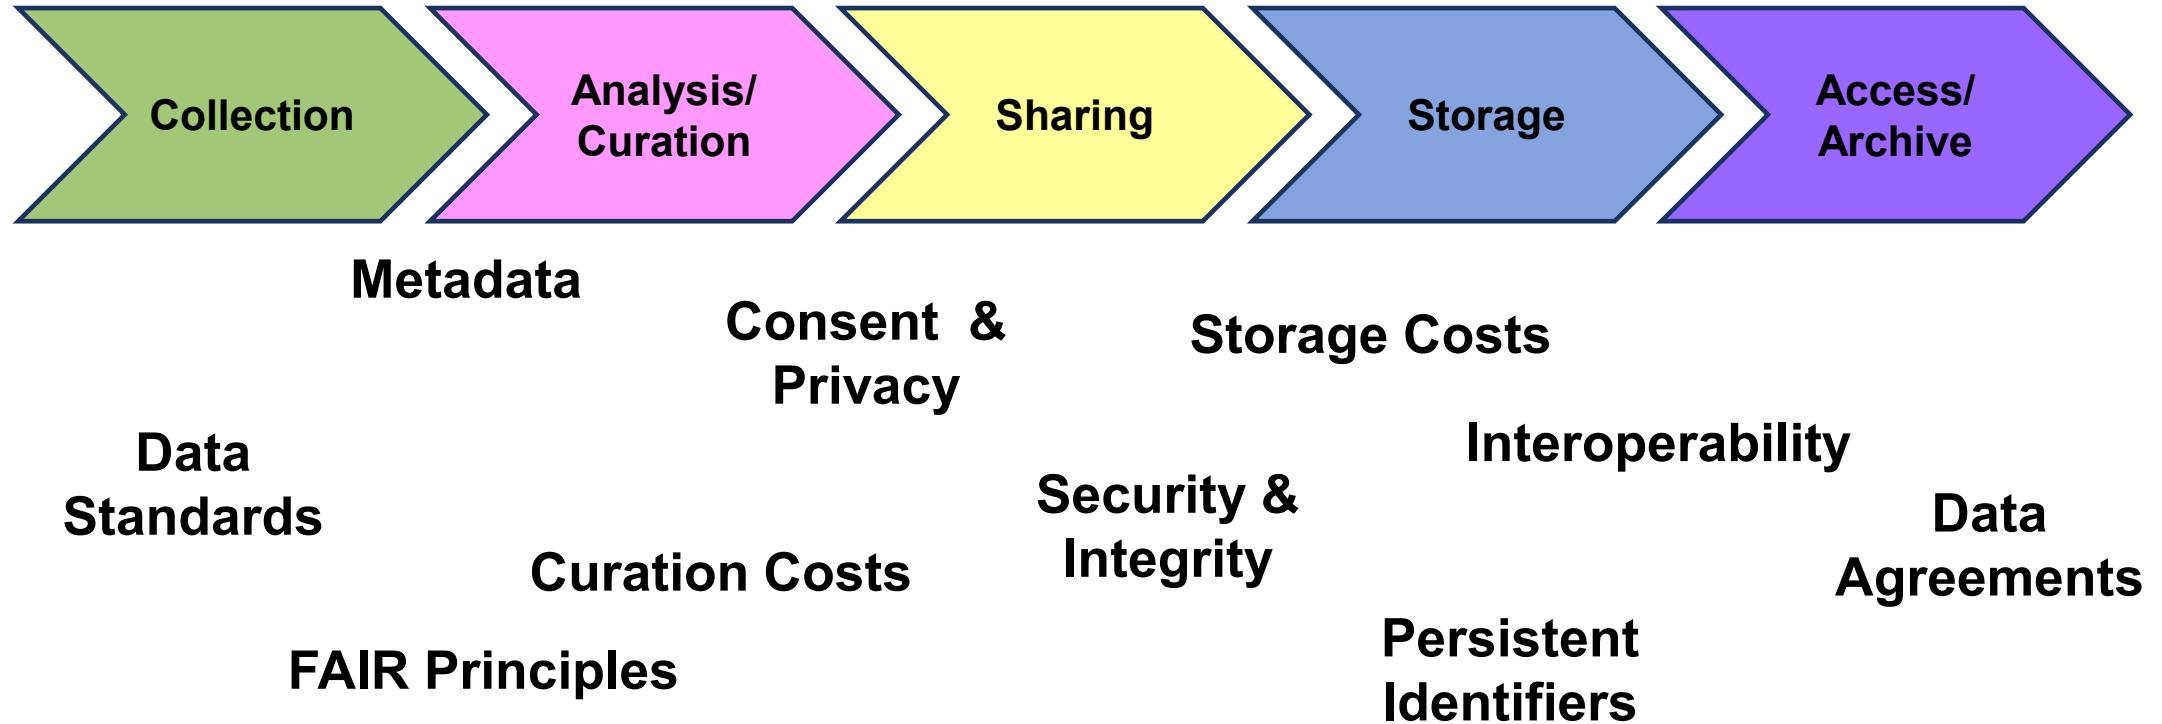 Collection
Analysis/
Curation
Sharing
Storage
Access/
Archive
Metadata
Consent &
Privacy
Storage Costs
Data
Standards
Interoperability
Security &
Integrity
Data
Agreements
Curation Costs
FAIR Principles
Persistent
Identifiers